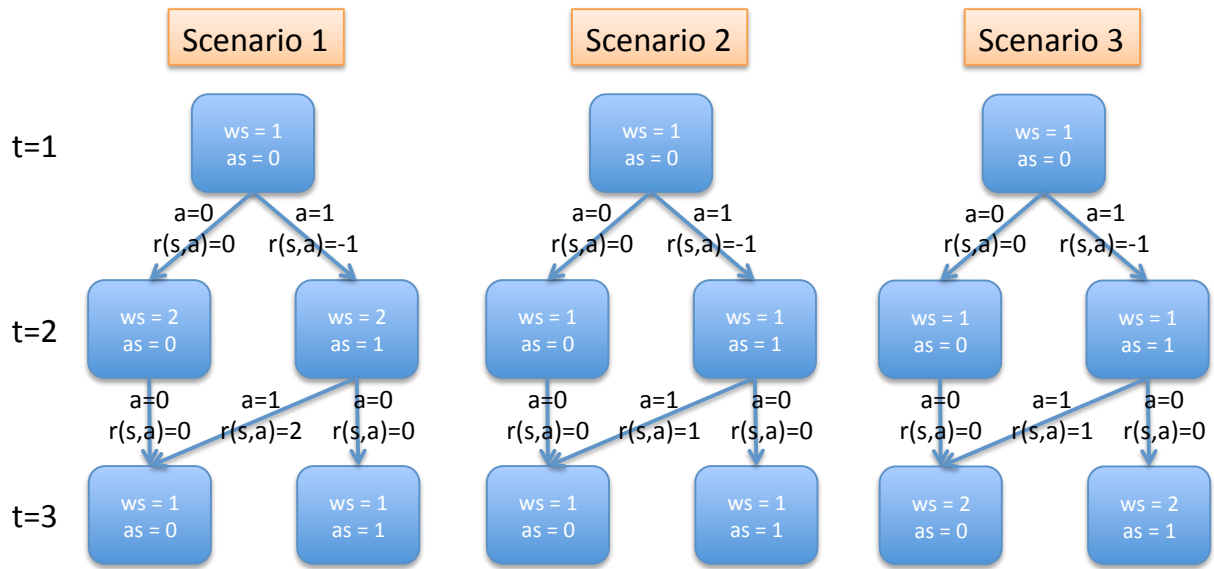 Scenario 1
Scenario 2
Scenario 3
t=1
ws = 1
as = 0
ws = 1
as = 0
ws = 1
as = 0
a=0
r(s,a)=0
a=1
r(s,a)=-1
a=0
r(s,a)=0
a=1
r(s,a)=-1
a=0
r(s,a)=0
a=1
r(s,a)=-1
t=2
ws = 2
as = 0
ws = 2
as = 1
ws = 1
as = 0
ws = 1
as = 1
ws = 1
as = 0
ws = 1
as = 1
a=0
r(s,a)=0
a=1
r(s,a)=2
a=0
r(s,a)=0
a=0
r(s,a)=0
a=1
r(s,a)=1
a=0
r(s,a)=0
a=0
r(s,a)=0
a=1
r(s,a)=1
a=0
r(s,a)=0
t=3
ws = 1
as = 0
ws = 1
as = 1
ws = 1
as = 0
ws = 1
as = 1
ws = 2
as = 0
ws = 2
as = 1